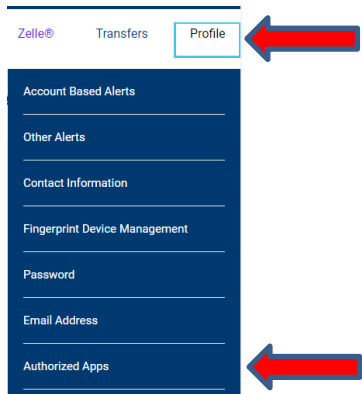 Zelle® Transfers Profile
Account Based Alerts
Other Alerts
Contact Information
Fingerprint Device Management
Password
Email Address
Authorized Apps